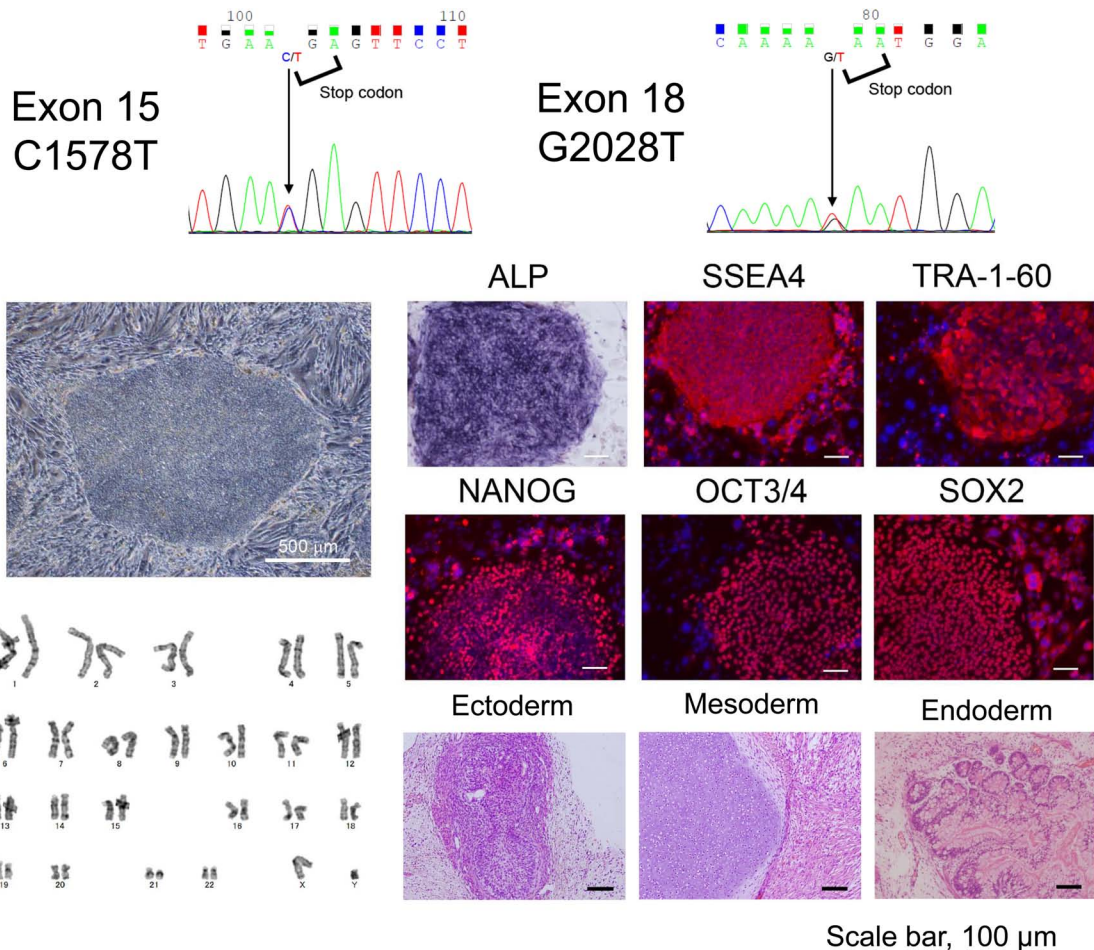 100 110
T G A A G A G T T C C T
C/T
Stop codon
Exon 15
C1578T
80
C A A A A A A T G G A
G/T
Stop codon
Exon 18
G2028T
ALP SSEA4 TRA-1-60
500 μm
NANOG OCT3/4 SOX2
Ectoderm Mesoderm Endoderm
1 2 3 4 5
6 7 8 9 10 11 12
13 14 15 16 17 18
19 20 21 22 X Y
Scale bar, 100 μm